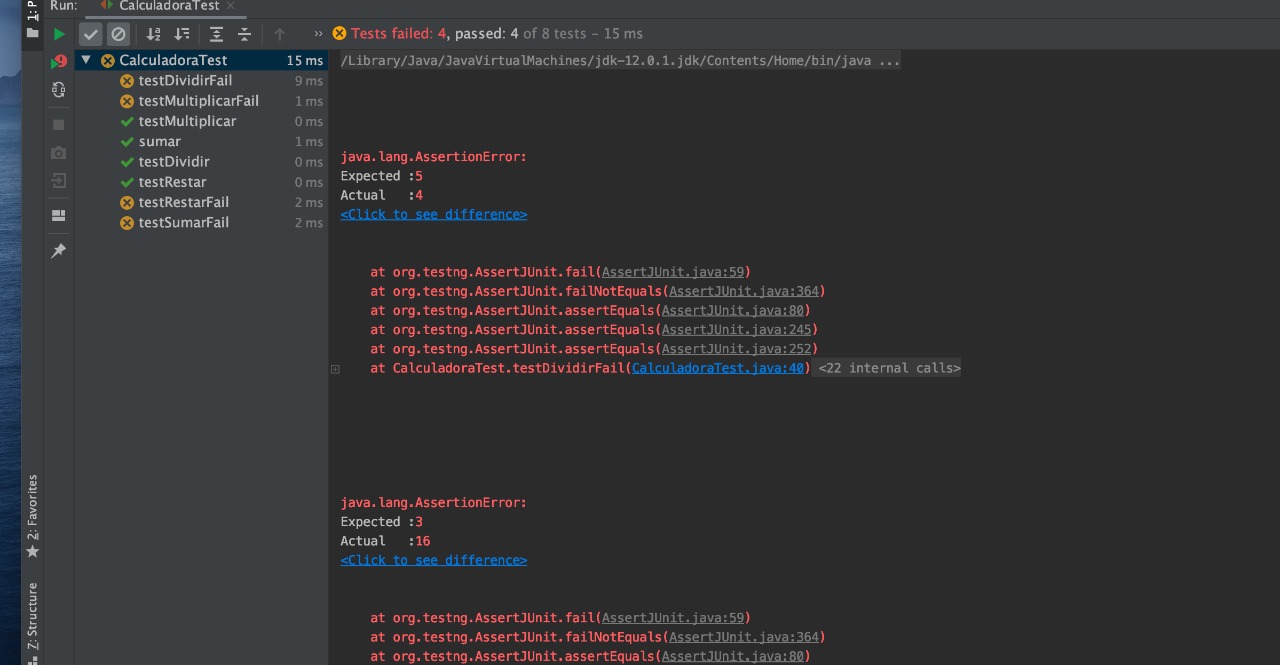 Run: CalculadoraTest
Tests failed: 4, passed: 4 of 8 tests – 15 ms
CalculadoraTest 15 ms
testDividirFail 9 ms
testMultiplicarFail 1 ms
testMultiplicar 0 ms
sumar 1 ms
testDividir 0 ms
testRestar 0 ms
testRestarFail 2 ms
testSumarFail 2 ms
/Library/Java/JavaVirtualMachines/jdk-12.0.1.jdk/Contents/Home/bin/java ...
java.lang.AssertionError:
Expected :5
Actual   :4
<Click to see difference>
at org.testng.AssertJUnit.fail(AssertJUnit.java:59)
at org.testng.AssertJUnit.failNotEquals(AssertJUnit.java:364)
at org.testng.AssertJUnit.assertEquals(AssertJUnit.java:80)
at org.testng.AssertJUnit.assertEquals(AssertJUnit.java:245)
at org.testng.AssertJUnit.assertEquals(AssertJUnit.java:252)
at CalculadoraTest.testDividirFail(CalculadoraTest.java:40) <22 internal calls>
java.lang.AssertionError:
Expected :3
Actual   :16
<Click to see difference>
at org.testng.AssertJUnit.fail(AssertJUnit.java:59)
at org.testng.AssertJUnit.failNotEquals(AssertJUnit.java:364)
at org.testng.AssertJUnit.assertEquals(AssertJUnit.java:80)
1: P
2: Favorites
Z: Structure